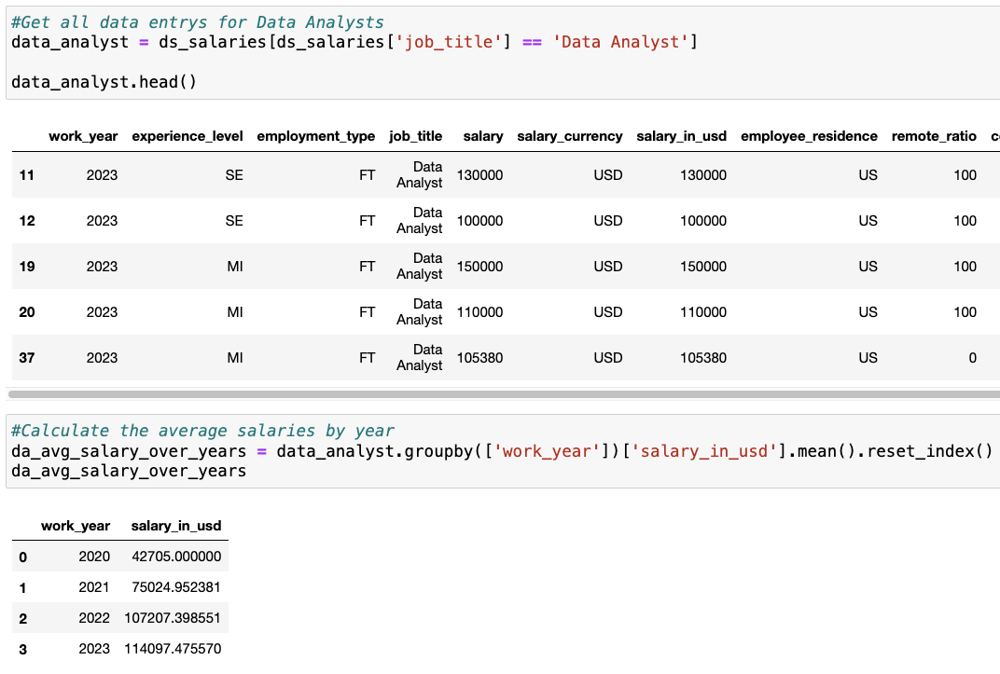 #Get all data entrys for Data Analysts
data_analyst = ds_salaries[ds_salaries['job_title'] == 'Data Analyst']
data_analyst.head()
work_year experience_level employment_type job_title salary salary_currency salary_in_usd employee_residence remote_ratio
11 2023 SE FT Data Analyst 130000 USD 130000 US 100
12 2023 SE FT Data Analyst 100000 USD 100000 US 100
19 2023 MI FT Data Analyst 150000 USD 150000 US 100
20 2023 MI FT Data Analyst 110000 USD 110000 US 100
37 2023 MI FT Data Analyst 105380 USD 105380 US 0
#Calculate the average salaries by year
da_avg_salary_over_years = data_analyst.groupby(['work_year'])['salary_in_usd'].mean().reset_index()
da_avg_salary_over_years
work_year salary_in_usd
0 2020 42705.000000
1 2021 75024.952381
2 2022 107207.398551
3 2023 114097.475570